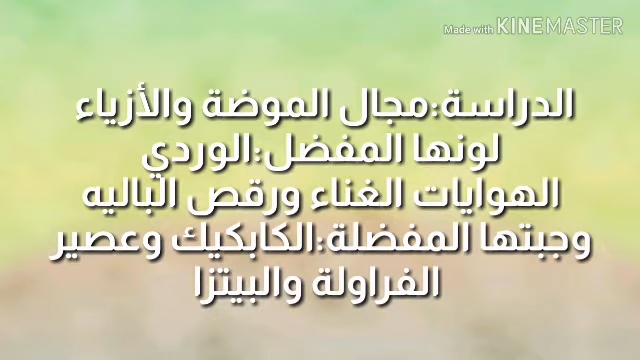 Made with KINEMASTER
الدراسة:مجال الموضة والأزياء
لونها المفضل:الوردي
الهوايات الغناء ورقص الباليه
وجبتها المفضلة:الكابكيك وعصير
الفراولة والبيتزا